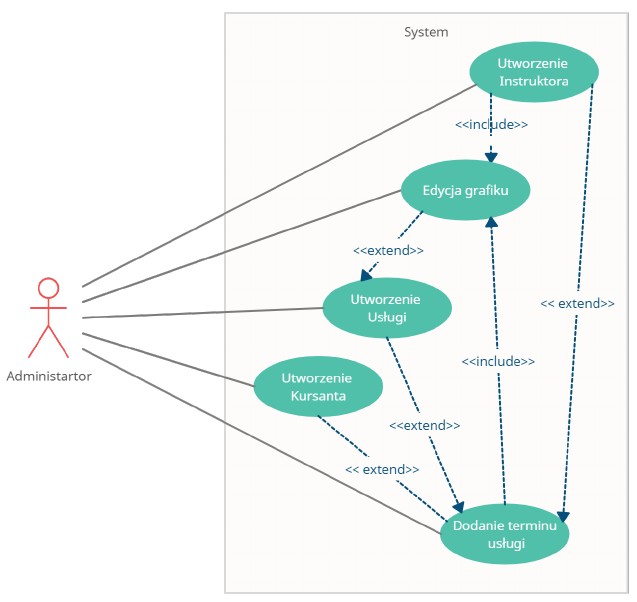 System
Utworzenie
Instruktora
<<include>>
Edycja grafiku
<<extend>>
Utworzenie
Usługi
<< extend>>
<<include>>
Administartor
Utworzenie
Kursanta
<<extend>>
<< extend>>
Dodanie terminu
usługi